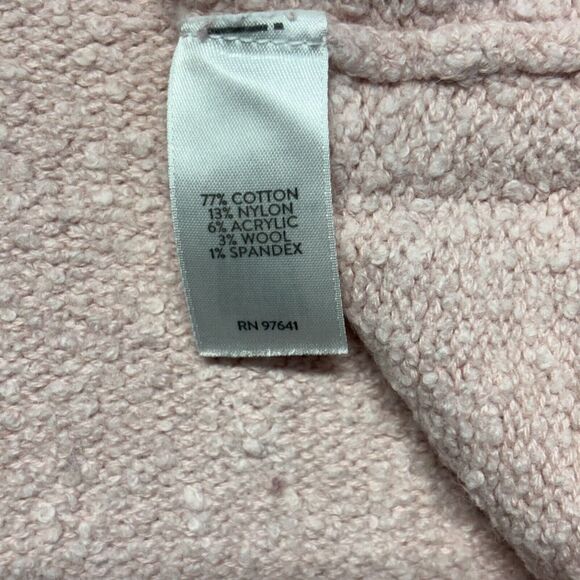 77% COTTON
13% NYLON
6% ACRYLIC
3% WOOL
1% SPANDEX
RN 97641